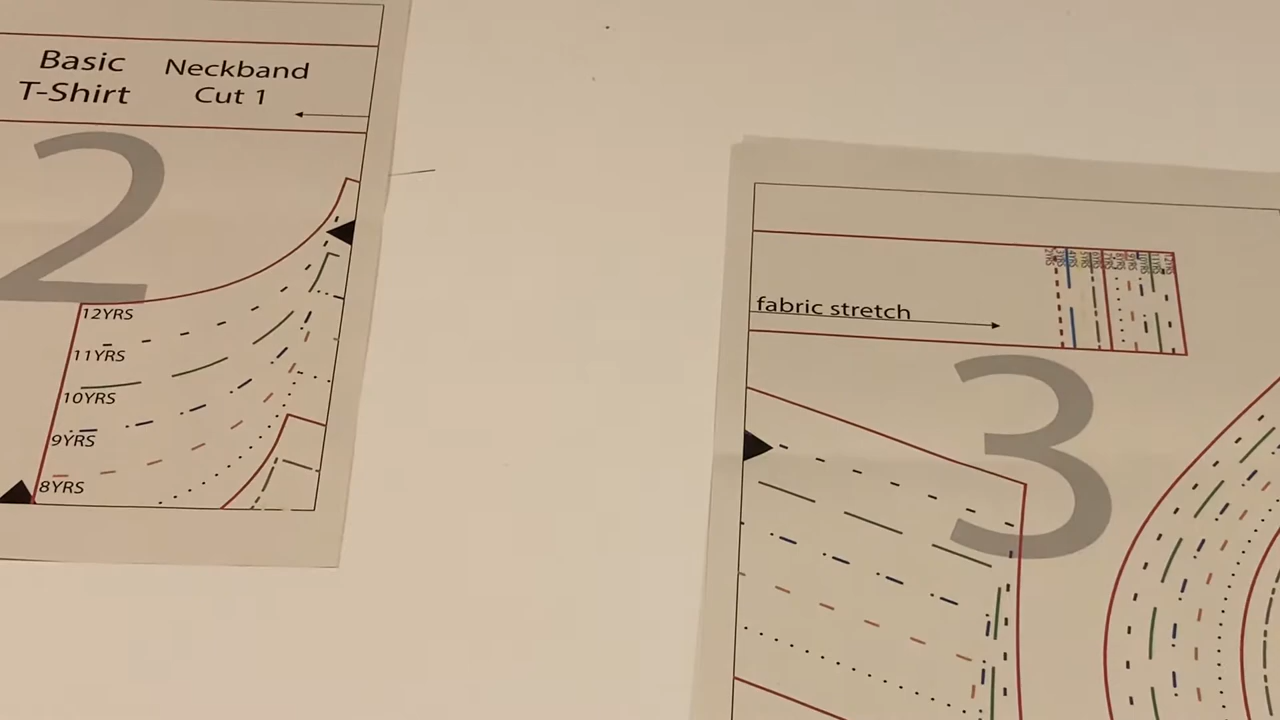 Basic
T-Shirt
Neckband
Cut 1
2
12YRS
11YRS
10YRS
9YRS
8YRS
fabric stretch
3